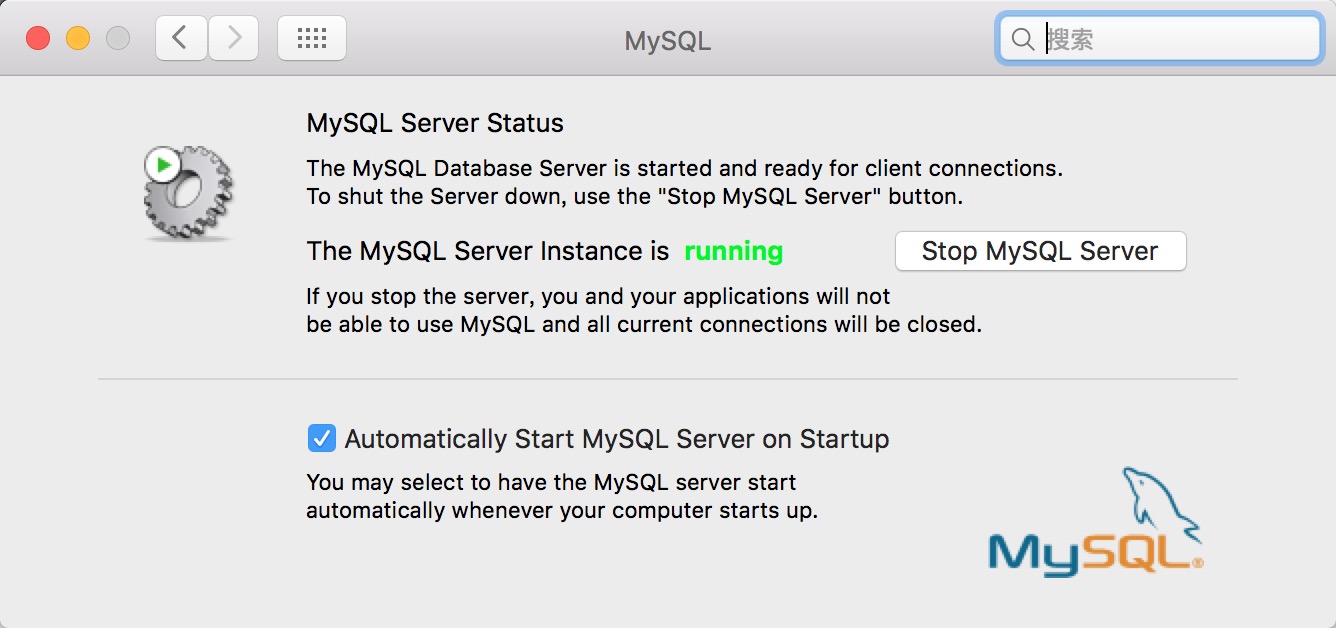 MySQL
搜索
MySQL Server Status
The MySQL Database Server is started and ready for client connections.
To shut the Server down, use the "Stop MySQL Server" button.
The MySQL Server Instance is running
Stop MySQL Server
If you stop the server, you and your applications will not
be able to use MySQL and all current connections will be closed.
Automatically Start MySQL Server on Startup
You may select to have the MySQL server start
automatically whenever your computer starts up.
MySQL®